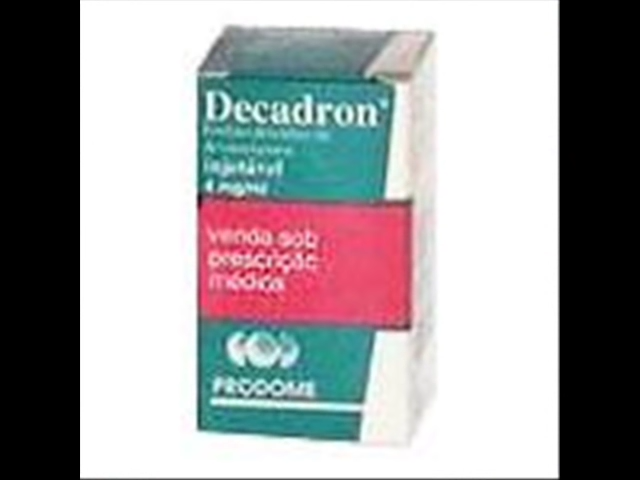 Decadron®
injetável
4 mg/ml
venda sob
prescrição
médica
PRODOME